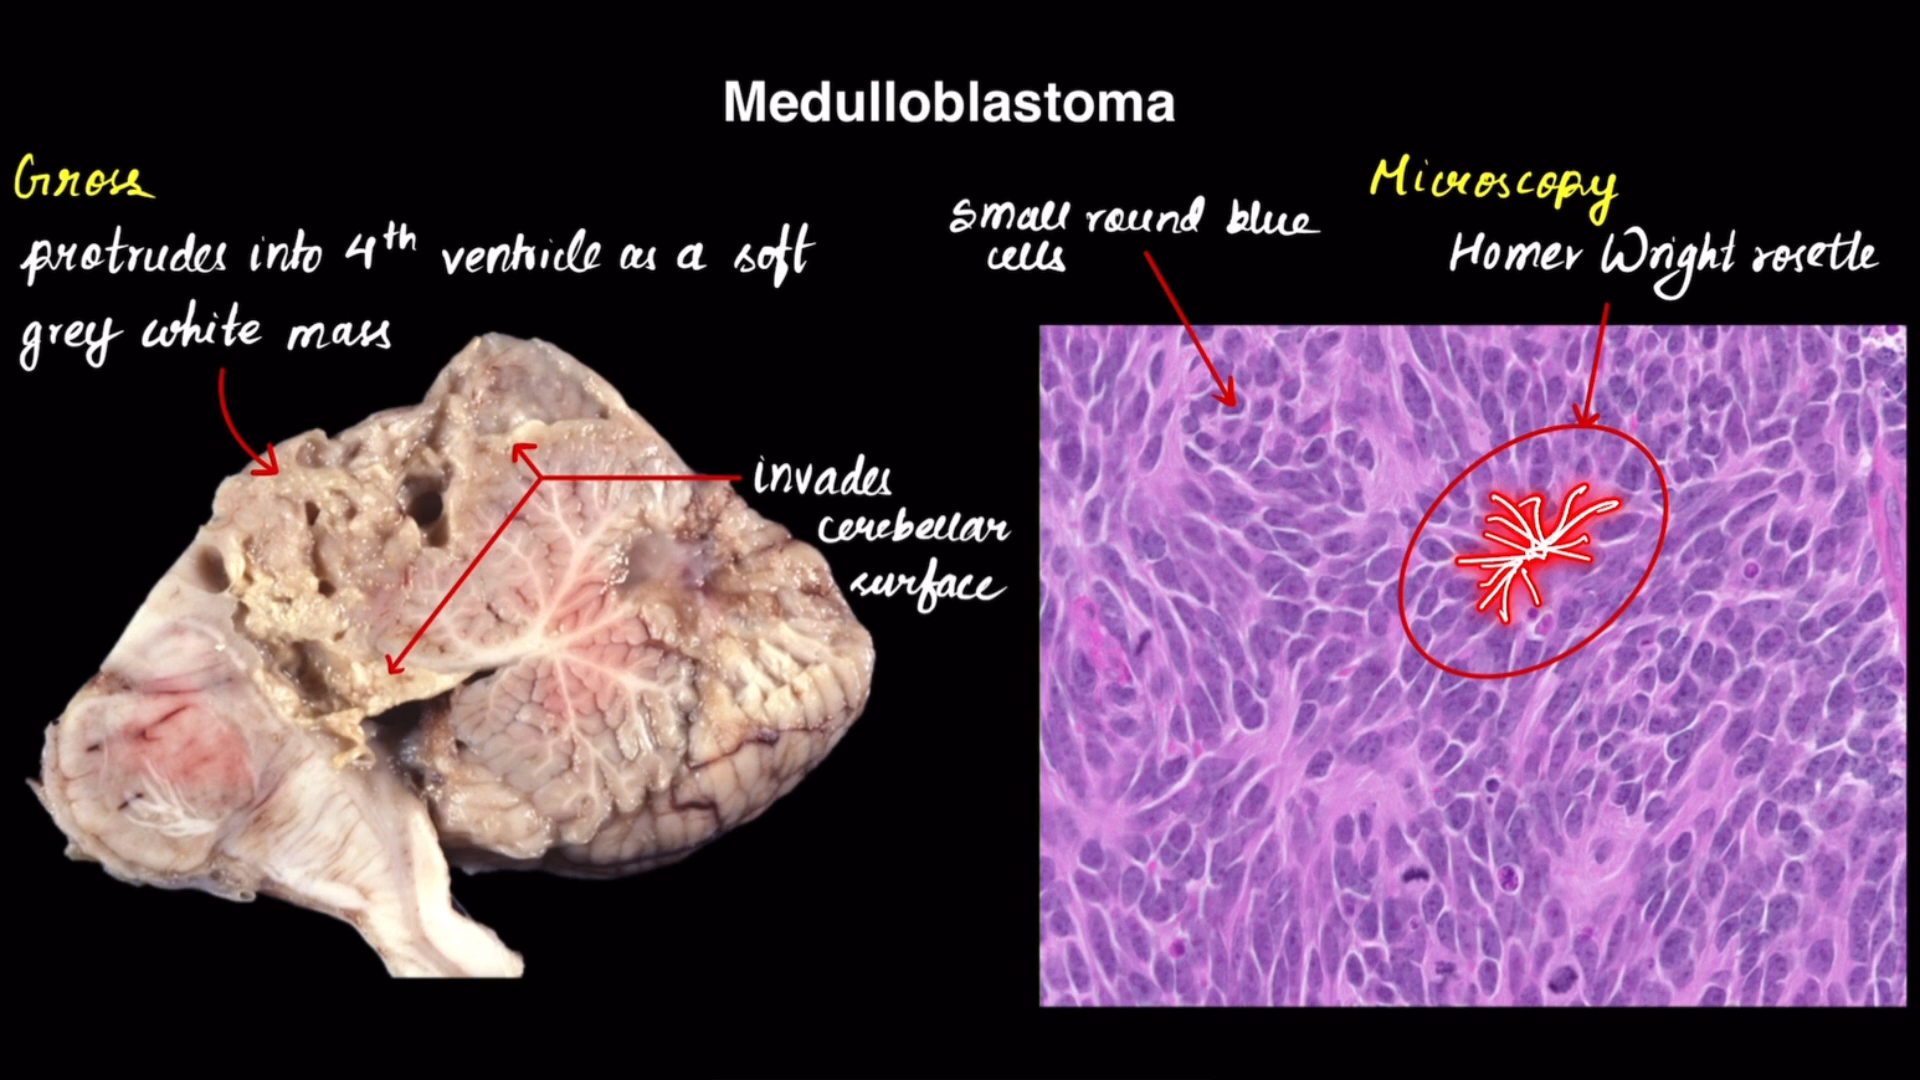 Medulloblastoma
Gross
protrudes into 4th ventricle as a soft
grey white mass
invades
cerebellar
surface
Microscopy
small round blue
cells
Homer Wright rosette